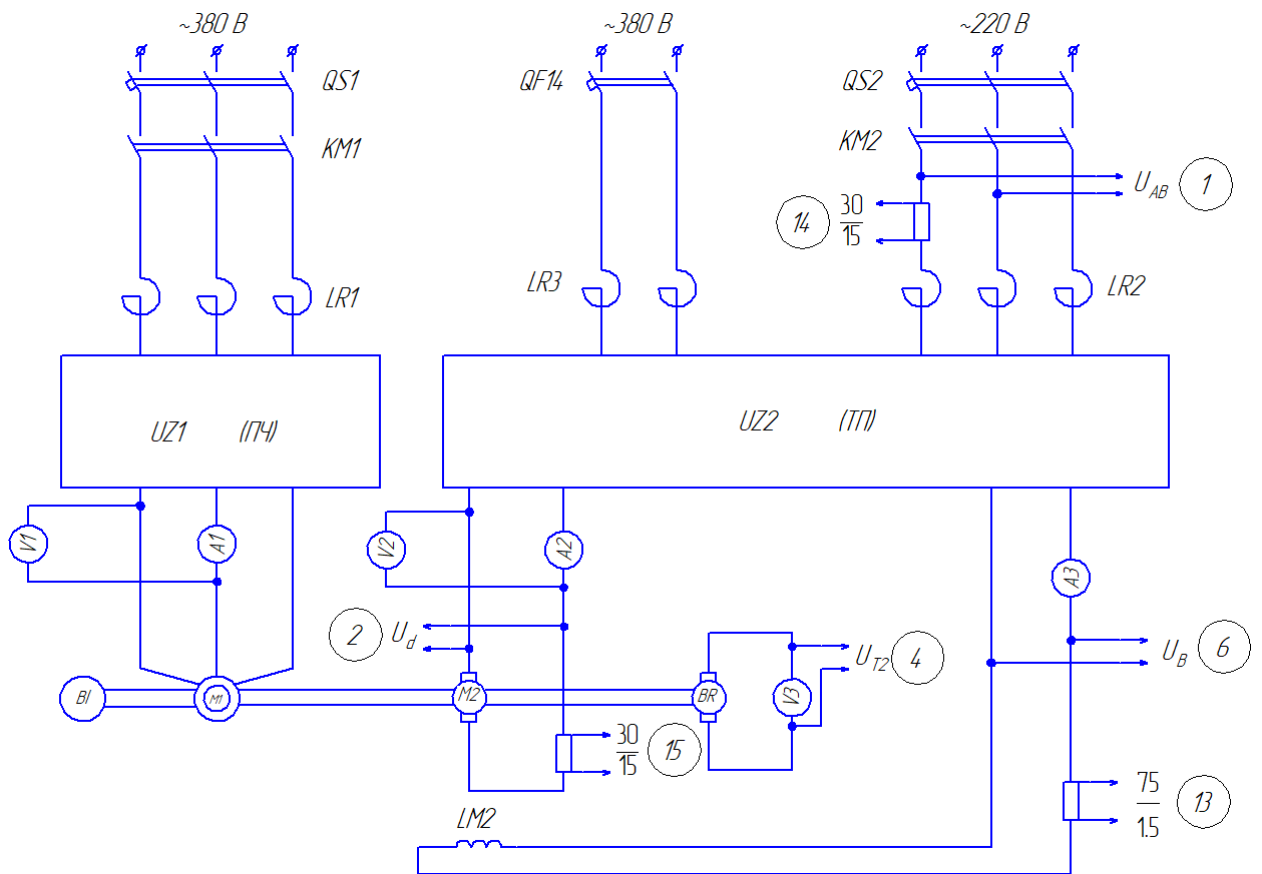 ~380 В
~380 В
~220 В
QS1
QF14
QS2
KM1
KM2
U_AB
1
14
30
15
LR1
LR3
LR2
UZ1 (ПЧ)
UZ2 (ТП)
V1
A1
V2
A2
A3
2
U_d
U_T2
4
U_B
6
BI
M1
M2
BR
V3
30
15
15
75
1.5
13
LM2